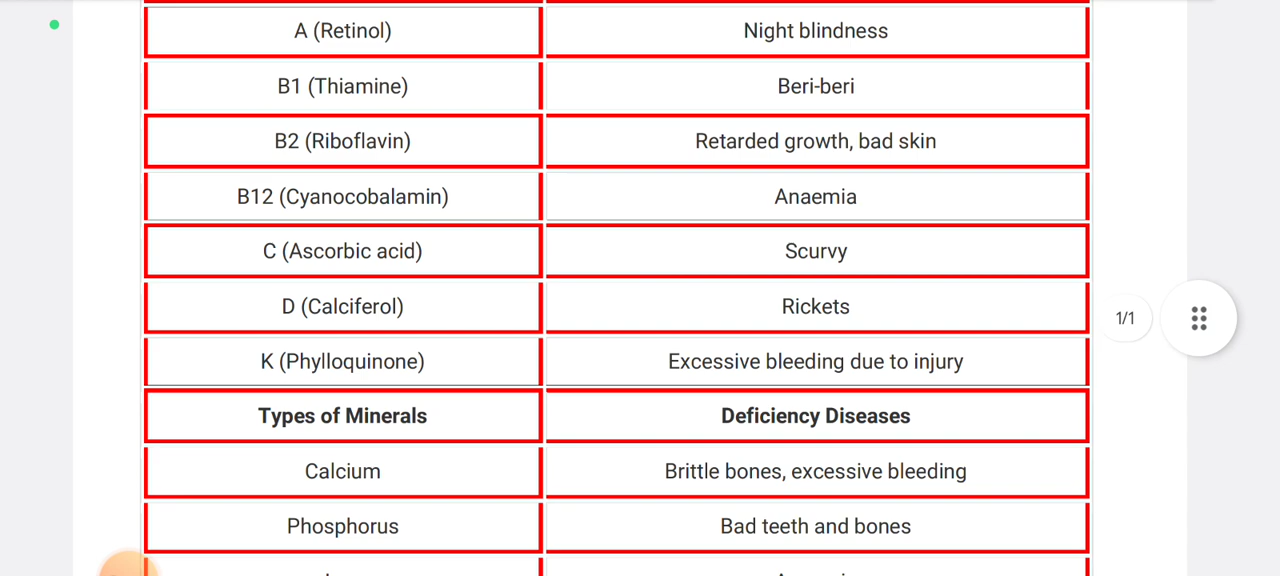 A (Retinol) Night blindness
B1 (Thiamine) Beri-beri
B2 (Riboflavin) Retarded growth, bad skin
B12 (Cyanocobalamin) Anaemia
C (Ascorbic acid) Scurvy
D (Calciferol) Rickets
1/1
K (Phylloquinone) Excessive bleeding due to injury
Types of Minerals Deficiency Diseases
Calcium Brittle bones, excessive bleeding
Phosphorus Bad teeth and bones